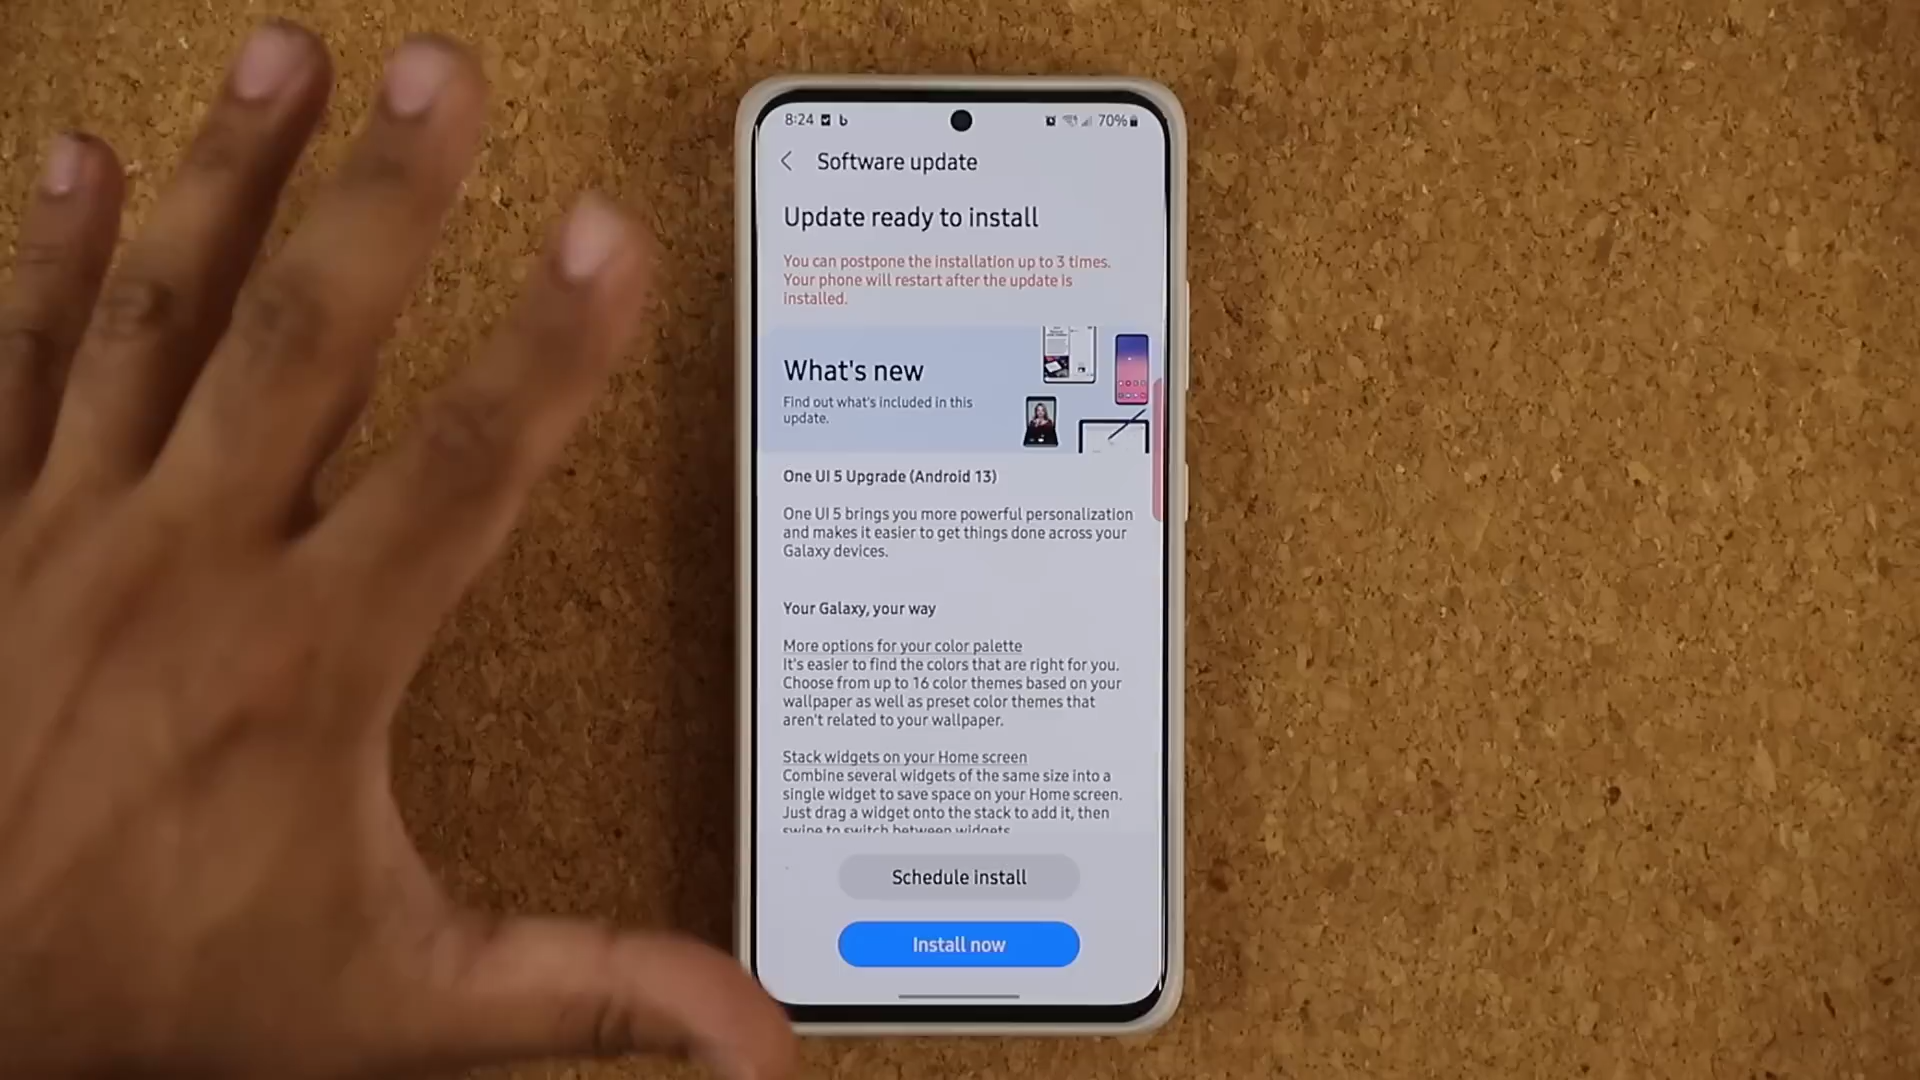 8:24 70%
Software update
Update ready to install
You can postpone the installation up to 3 times.
Your phone will restart after the update is
installed.
What's new
Find out what's included in this
update.
One UI 5 Upgrade (Android 13)
One UI 5 brings you more powerful personalization
and makes it easier to get things done across your
Galaxy devices.
Your Galaxy, your way
More options for your color palette
It's easier to find the colors that are right for you.
Choose from up to 16 color themes based on your
wallpaper as well as preset color themes that
aren't related to your wallpaper.
Stack widgets on your Home screen
Combine several widgets of the same size into a
single widget to save space on your Home screen.
Just drag a widget onto the stack to add it, then
swipe to switch between widgets
Schedule install
Install now